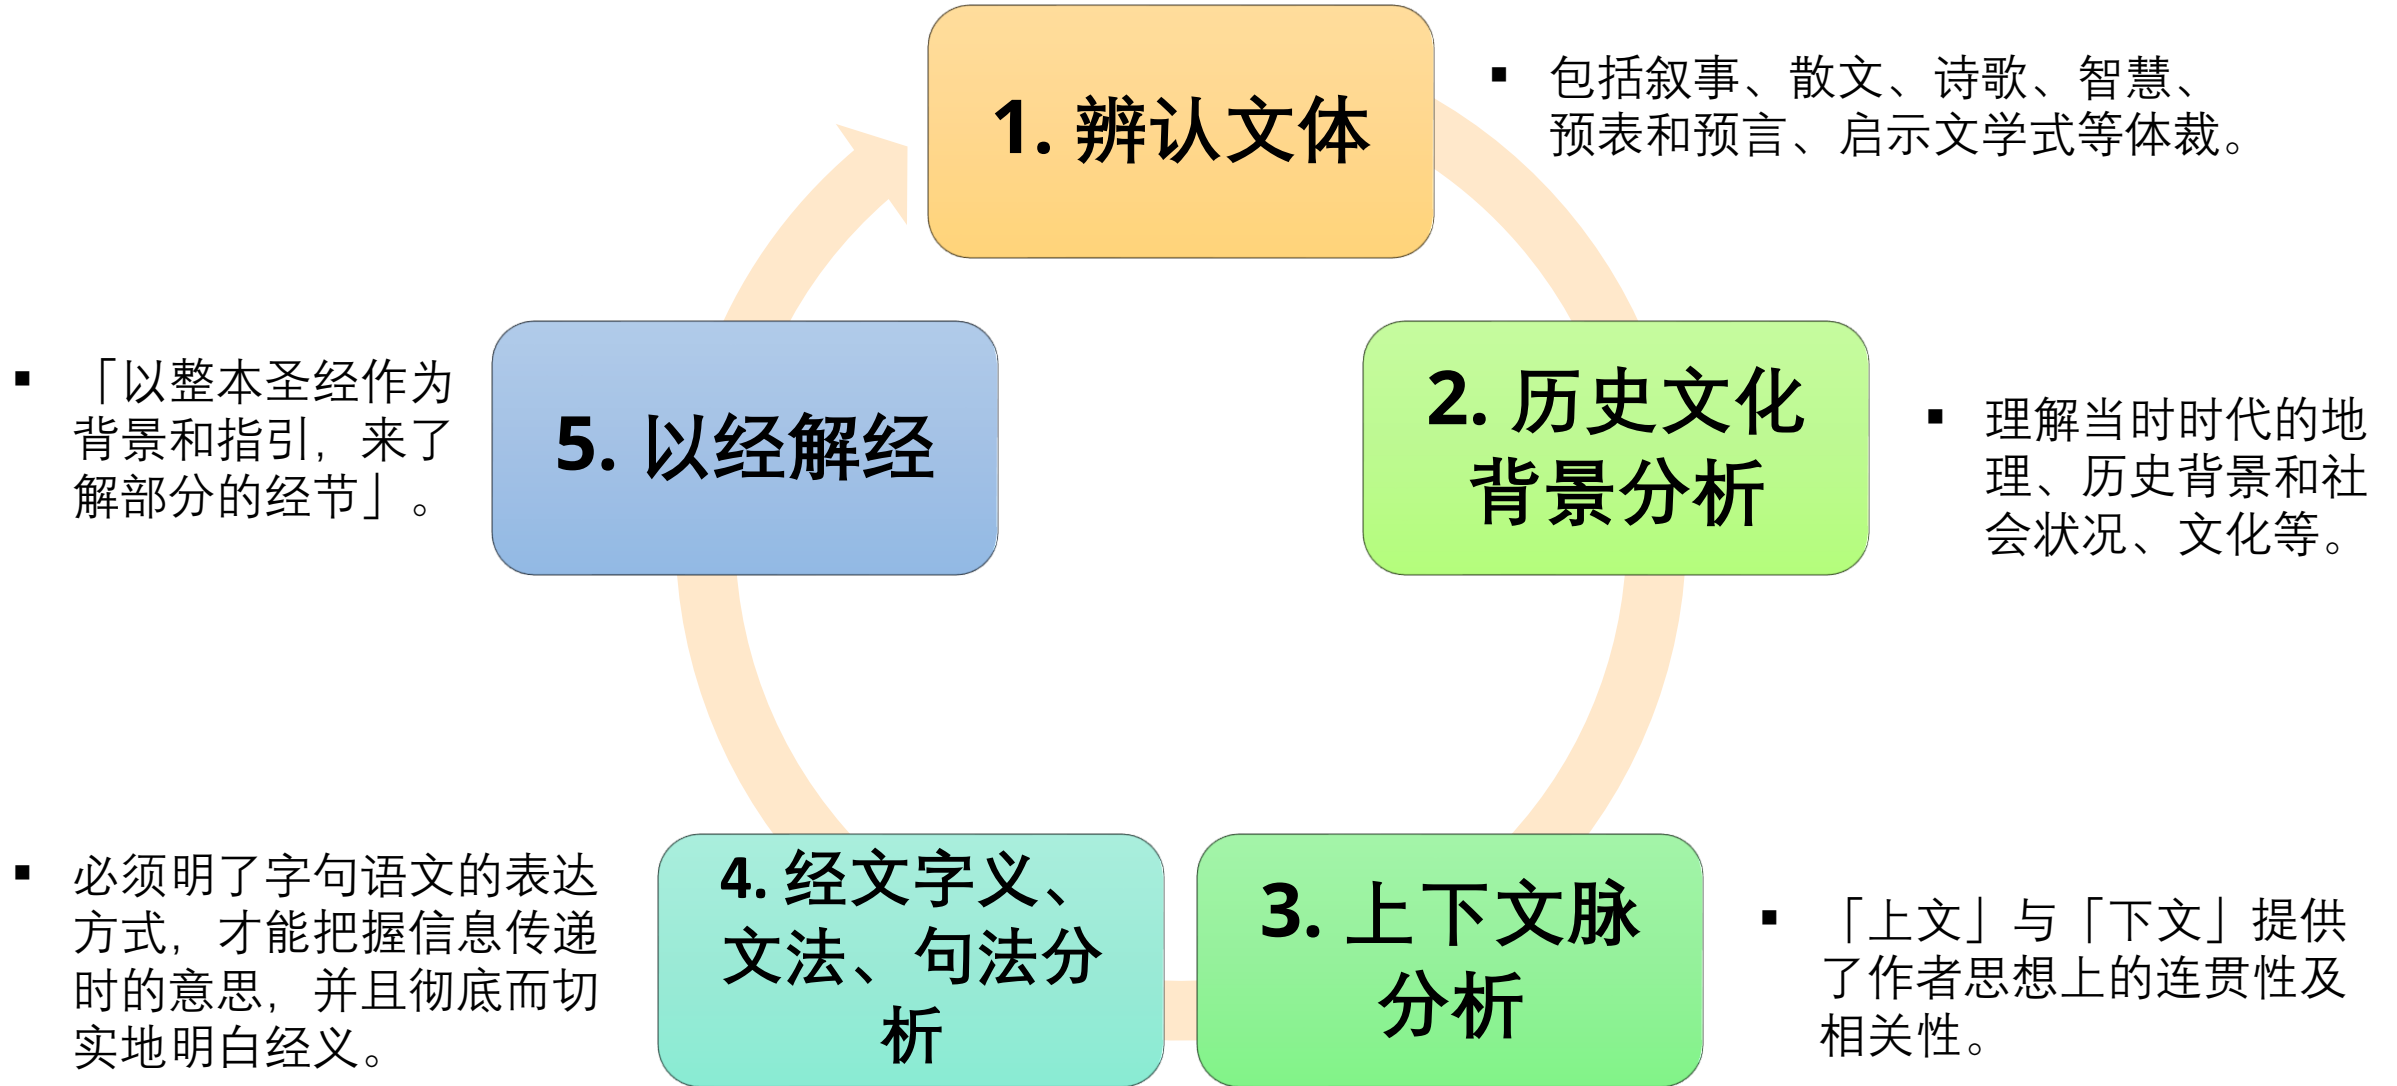 1. 辨认文体
▪ 包括叙事、散文、诗歌、智慧、
预表和预言、启示文学式等体裁。
2. 历史文化
背景分析
▪ 理解当时时代的地
理、历史背景和社
会状况、文化等。
3. 上下文脉
分析
▪ 「上文」与「下文」提供
了作者思想上的连贯性及
相关性。
4. 经文字义、
文法、句法分
析
▪ 必须明了字句语文的表达
方式，才能把握信息传递
时的意思，并且彻底而切
实地明白经义。
5. 以经解经
▪ 「以整本圣经作为
背景和指引，来了
解部分的经节」。